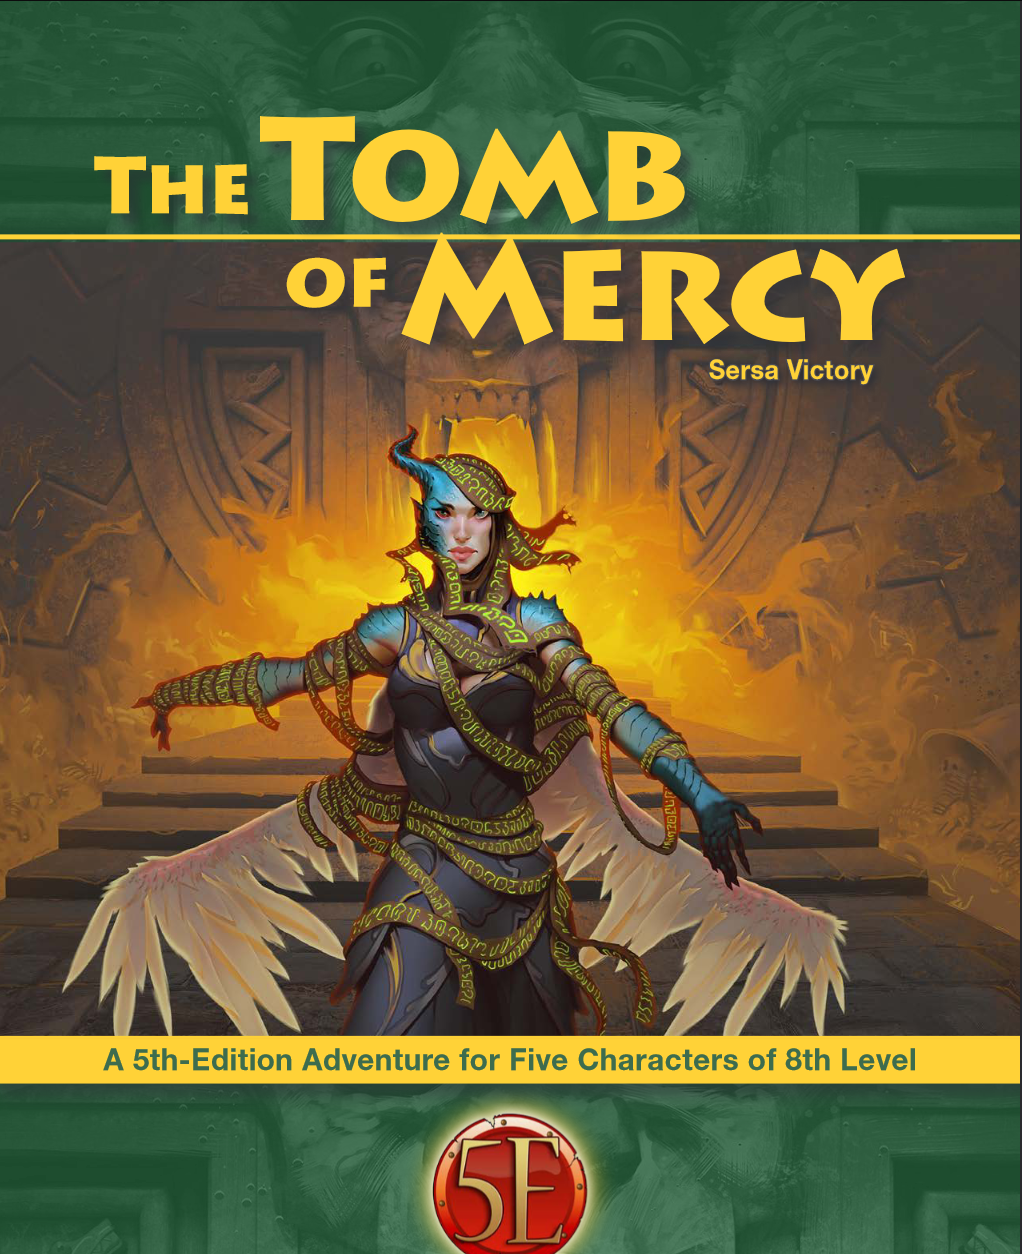 THE TOMB
OF MERCY
Sersa Victory
A 5th-Edition Adventure for Five Characters of 8th Level
5E